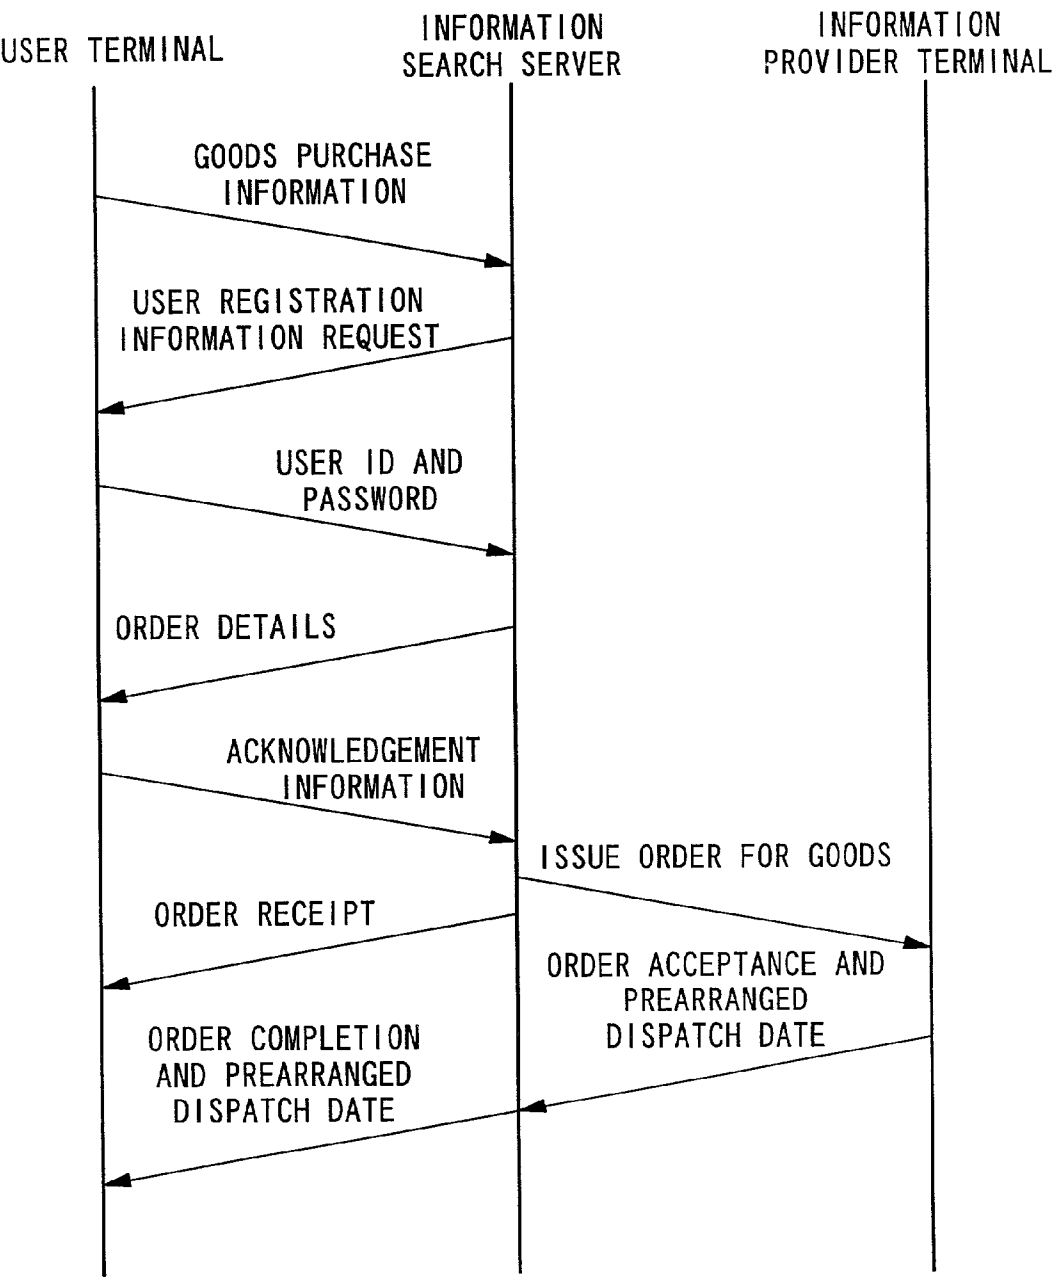 USER TERMINAL
INFORMATION
SEARCH SERVER
INFORMATION
PROVIDER TERMINAL
GOODS PURCHASE
INFORMATION
USER REGISTRATION
INFORMATION REQUEST
USER ID AND
PASSWORD
ORDER DETAILS
ACKNOWLEDGEMENT
INFORMATION
ISSUE ORDER FOR GOODS
ORDER RECEIPT
ORDER ACCEPTANCE AND
PREARRANGED
DISPATCH DATE
ORDER COMPLETION
AND PREARRANGED
DISPATCH DATE